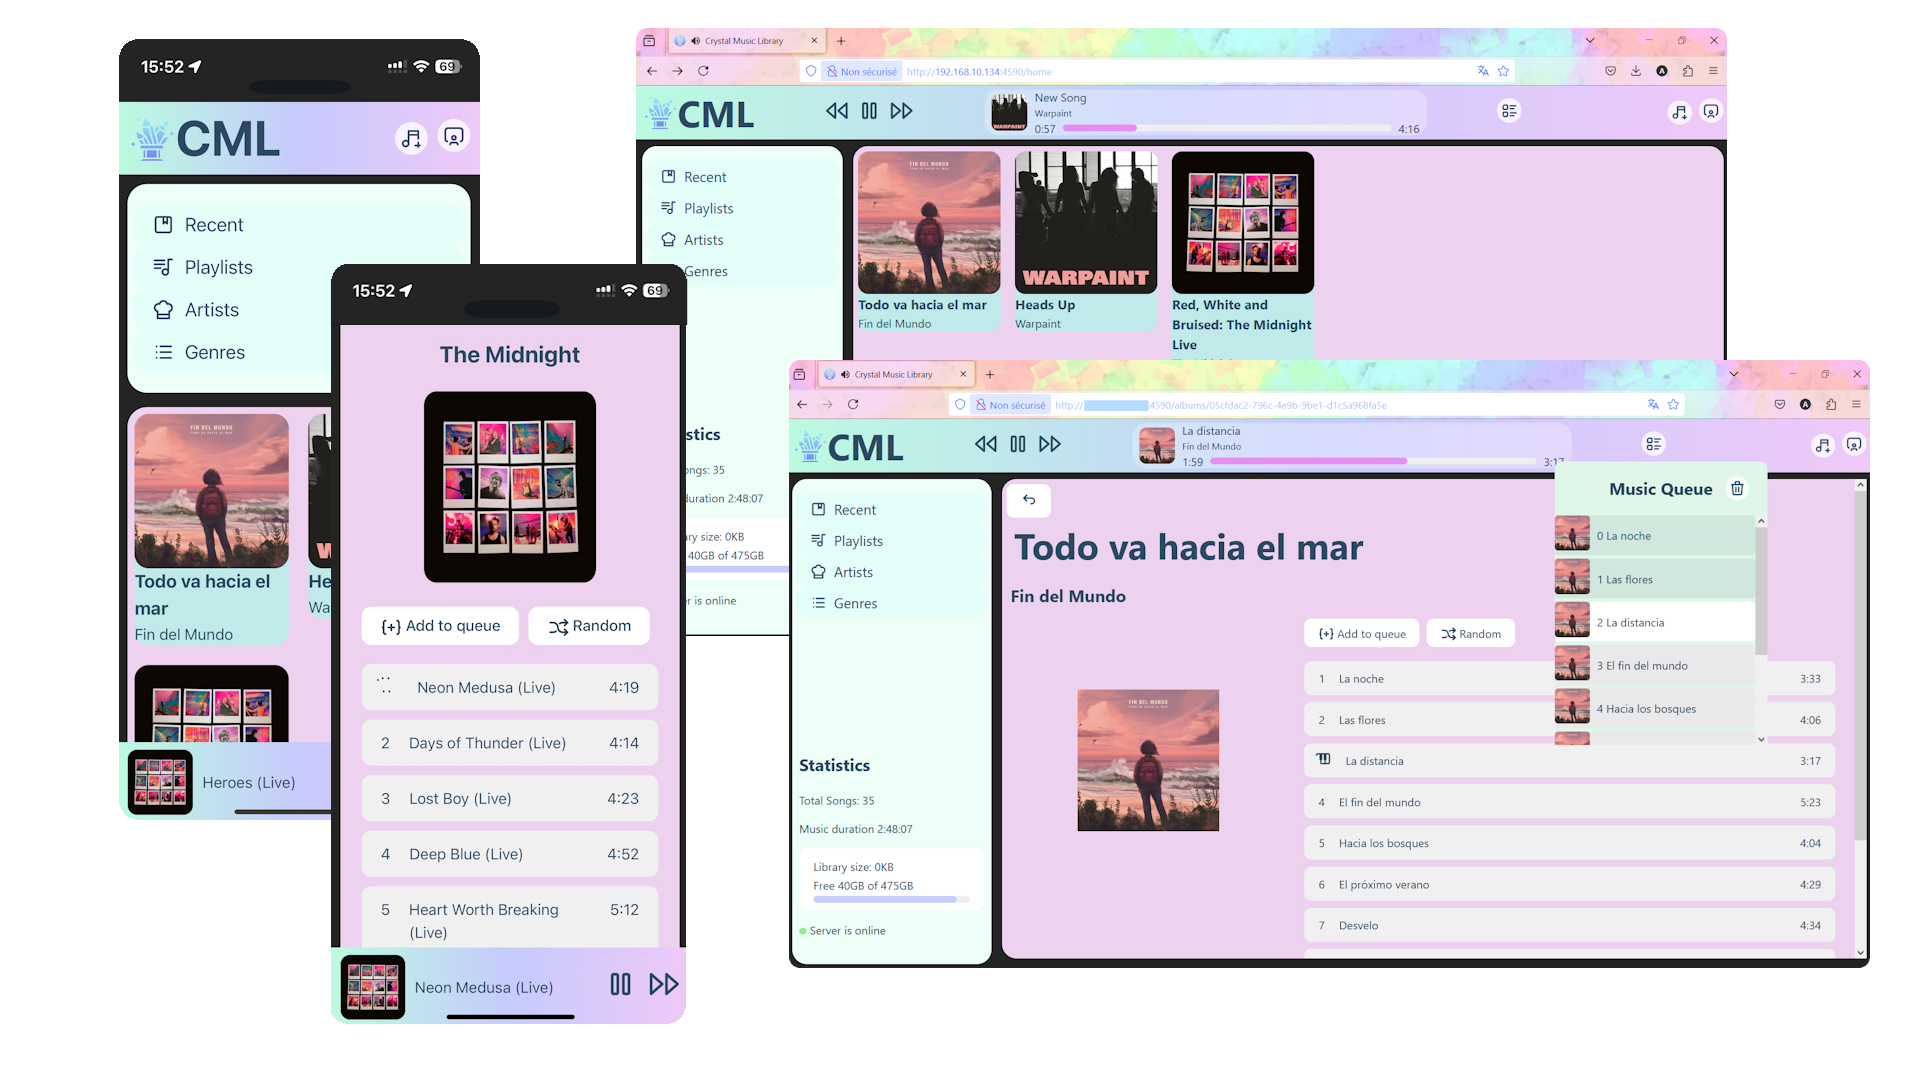 15:52
69
CML
Recent
Playlists
Artists
Genres
FIN DEL MUNDO
Todo va hacia el
mar
Fin del Mundo
He
Wa
Heroes (Live)
15:52
69
The Midnight
{+} Add to queue
Random
Neon Medusa (Live) 4:19
2 Days of Thunder (Live) 4:14
3 Lost Boy (Live) 4:23
4 Deep Blue (Live) 4:52
5 Heart Worth Breaking 5:12
(Live)
Neon Medusa (Live)
Crystal Music Library
Non sécurisé http://192.168.10.134:4590/home
CML
New Song
Warpaint
0:57 4:16
WARPAINT
Recent
Playlists
Artists
Genres
FIN DEL MUNDO
WARPAINT
Todo va hacia el mar
Fin del Mundo
Heads Up
Warpaint
Red, White and
Bruised: The Midnight
Live
stics
ongs: 35
duration 2:48:07
ary size: 0KB
40GB of 475GB
r is online
Crystal Music Library
Non sécurisé http:// 4590/albums/05cfdac2-796c-4e9b-9be1-d1c5a968fa5e
CML
La distancia
Fin del Mundo
1:59 3:17
Recent
Playlists
Artists
Genres
Statistics
Total Songs: 35
Music duration 2:48:07
Library size: 0KB
Free 40GB of 475GB
Server is online
Todo va hacia el mar
Fin del Mundo
FIN DEL MUNDO
{+} Add to queue
Random
1 La noche 3:33
2 Las flores 4:06
La distancia 3:17
4 El fin del mundo 5:23
5 Hacia los bosques 4:04
6 El próximo verano 4:29
7 Desvelo 4:34
Music Queue
0 La noche
1 Las flores
2 La distancia
3 El fin del mundo
4 Hacia los bosques